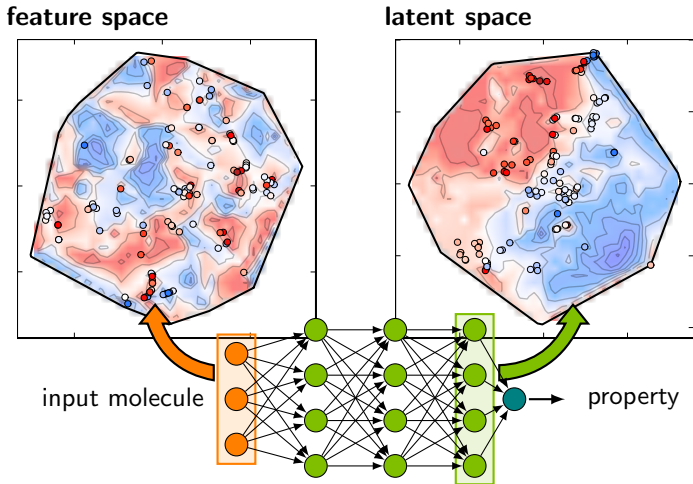 feature space
latent space
input molecule
property